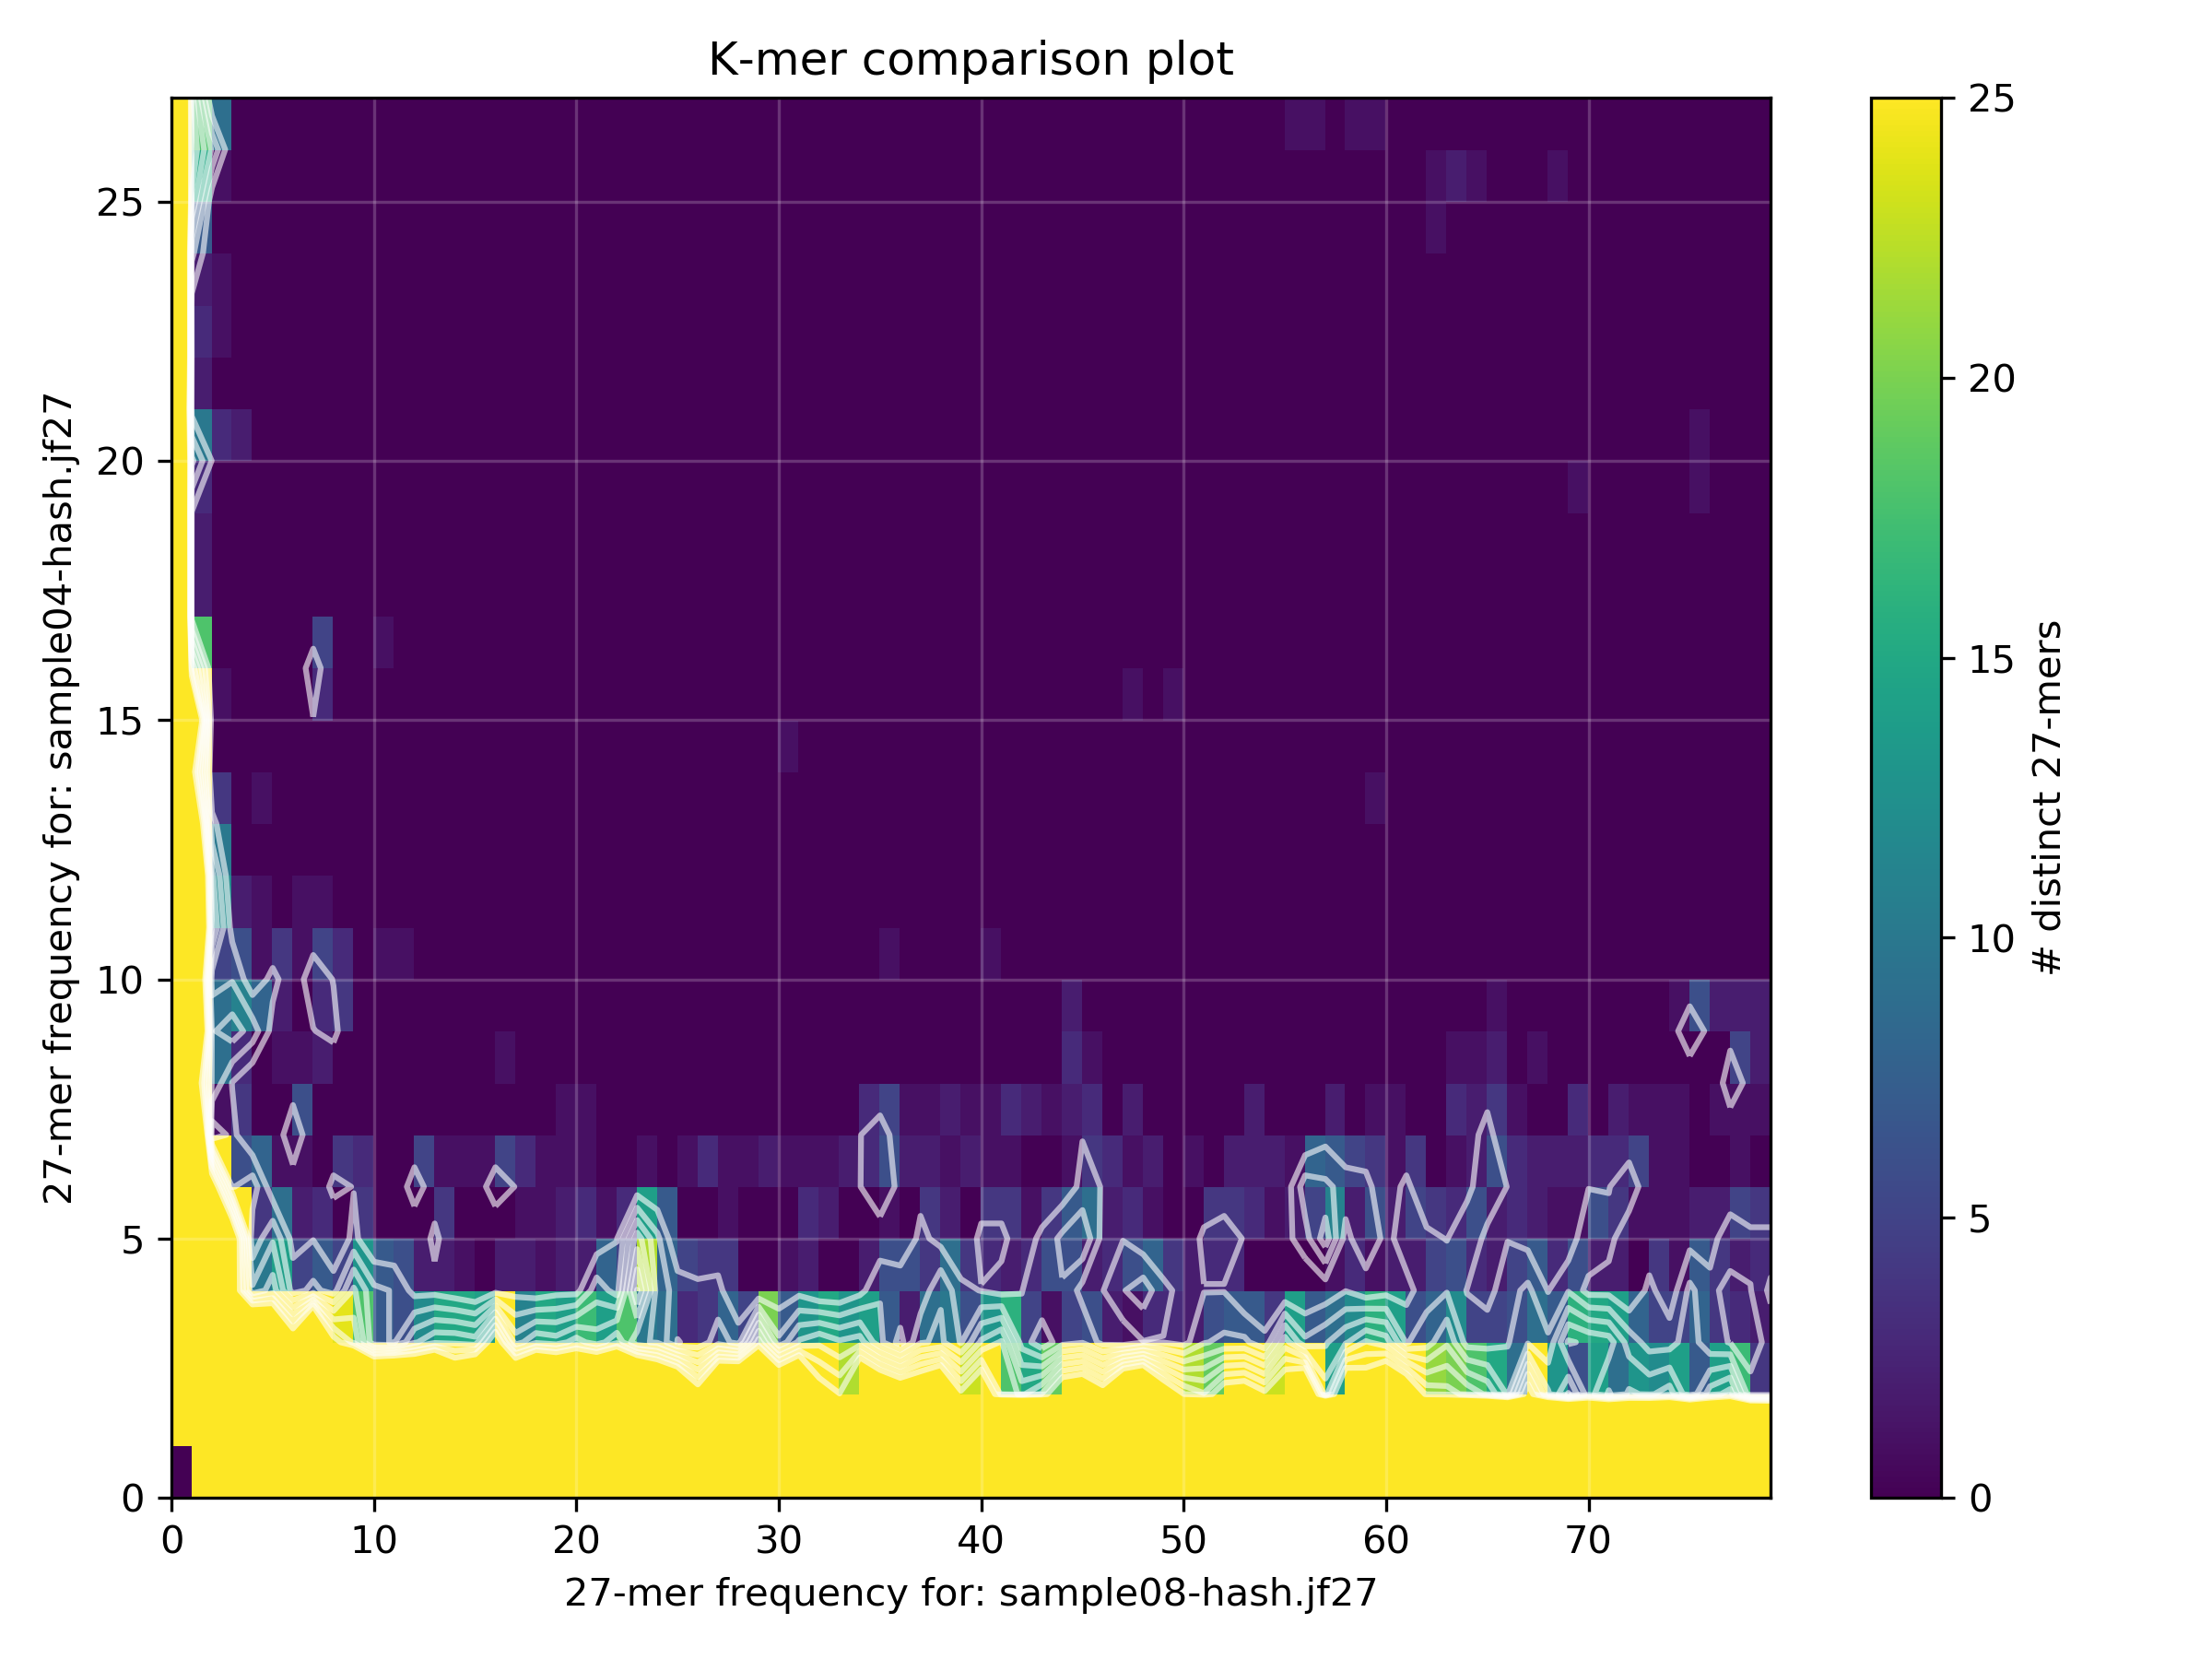 K-mer comparison plot
27-mer frequency for: sample04-hash.jf27
25
20
15
10
5
0
0 10 20 30 40 50 60 70
27-mer frequency for: sample08-hash.jf27
25
20
15
10
5
0
# distinct 27-mers